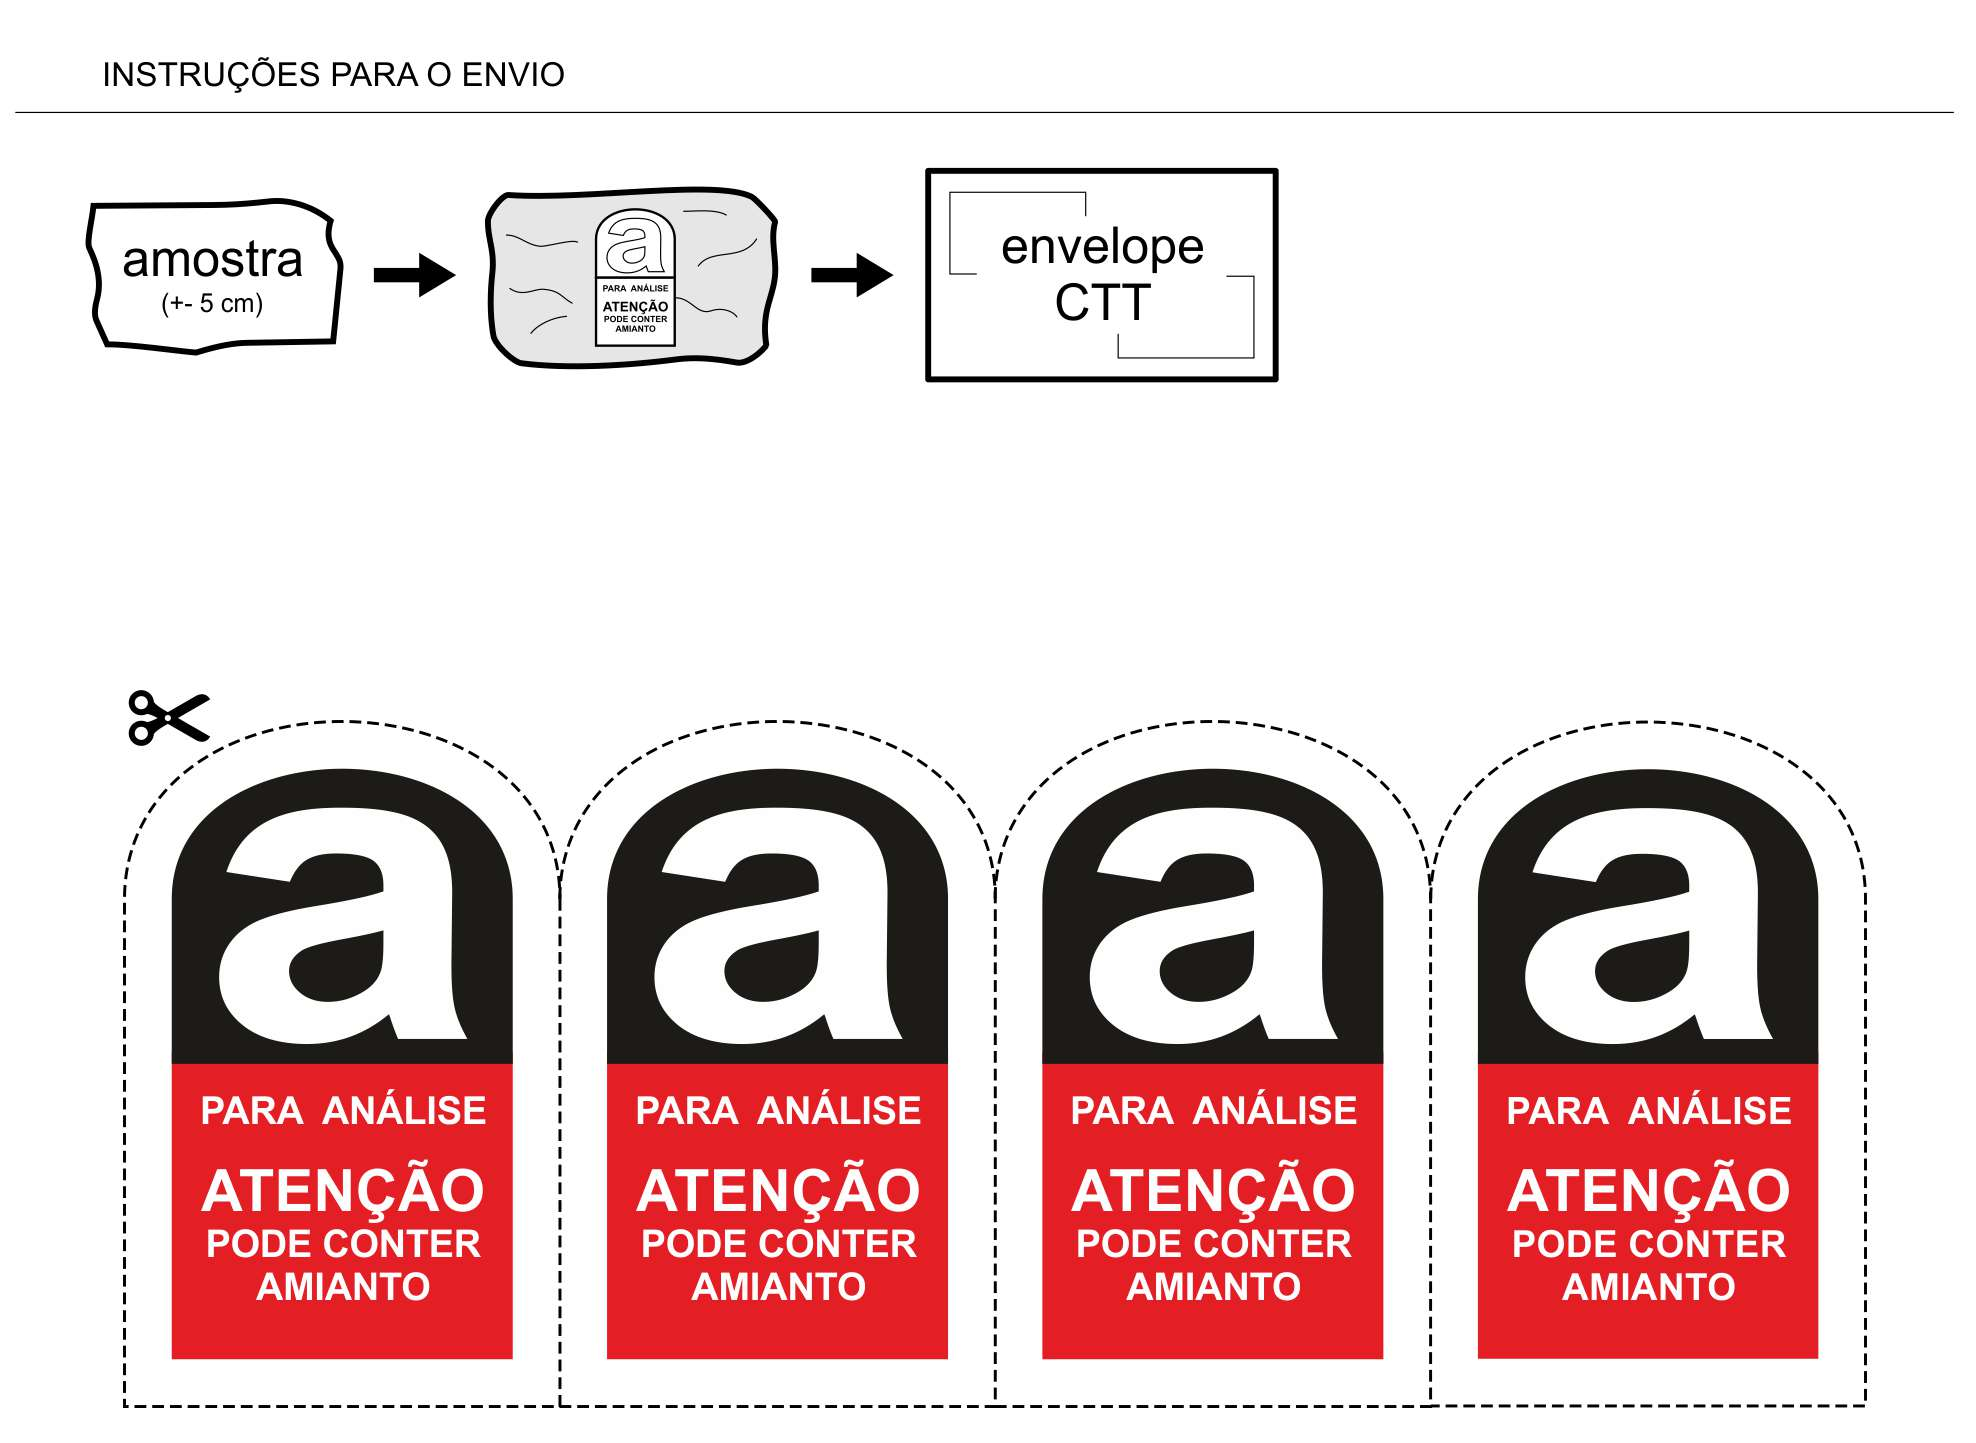 INSTRUÇÕES PARA O ENVIO
amostra
(+- 5 cm)
a
PARA ANÁLISE
ATENÇÃO
PODE CONTER
AMIANTO
envelope
CTT
a
PARA ANÁLISE
ATENÇÃO
PODE CONTER
AMIANTO
a
PARA ANÁLISE
ATENÇÃO
PODE CONTER
AMIANTO
a
PARA ANÁLISE
ATENÇÃO
PODE CONTER
AMIANTO
a
PARA ANÁLISE
ATENÇÃO
PODE CONTER
AMIANTO